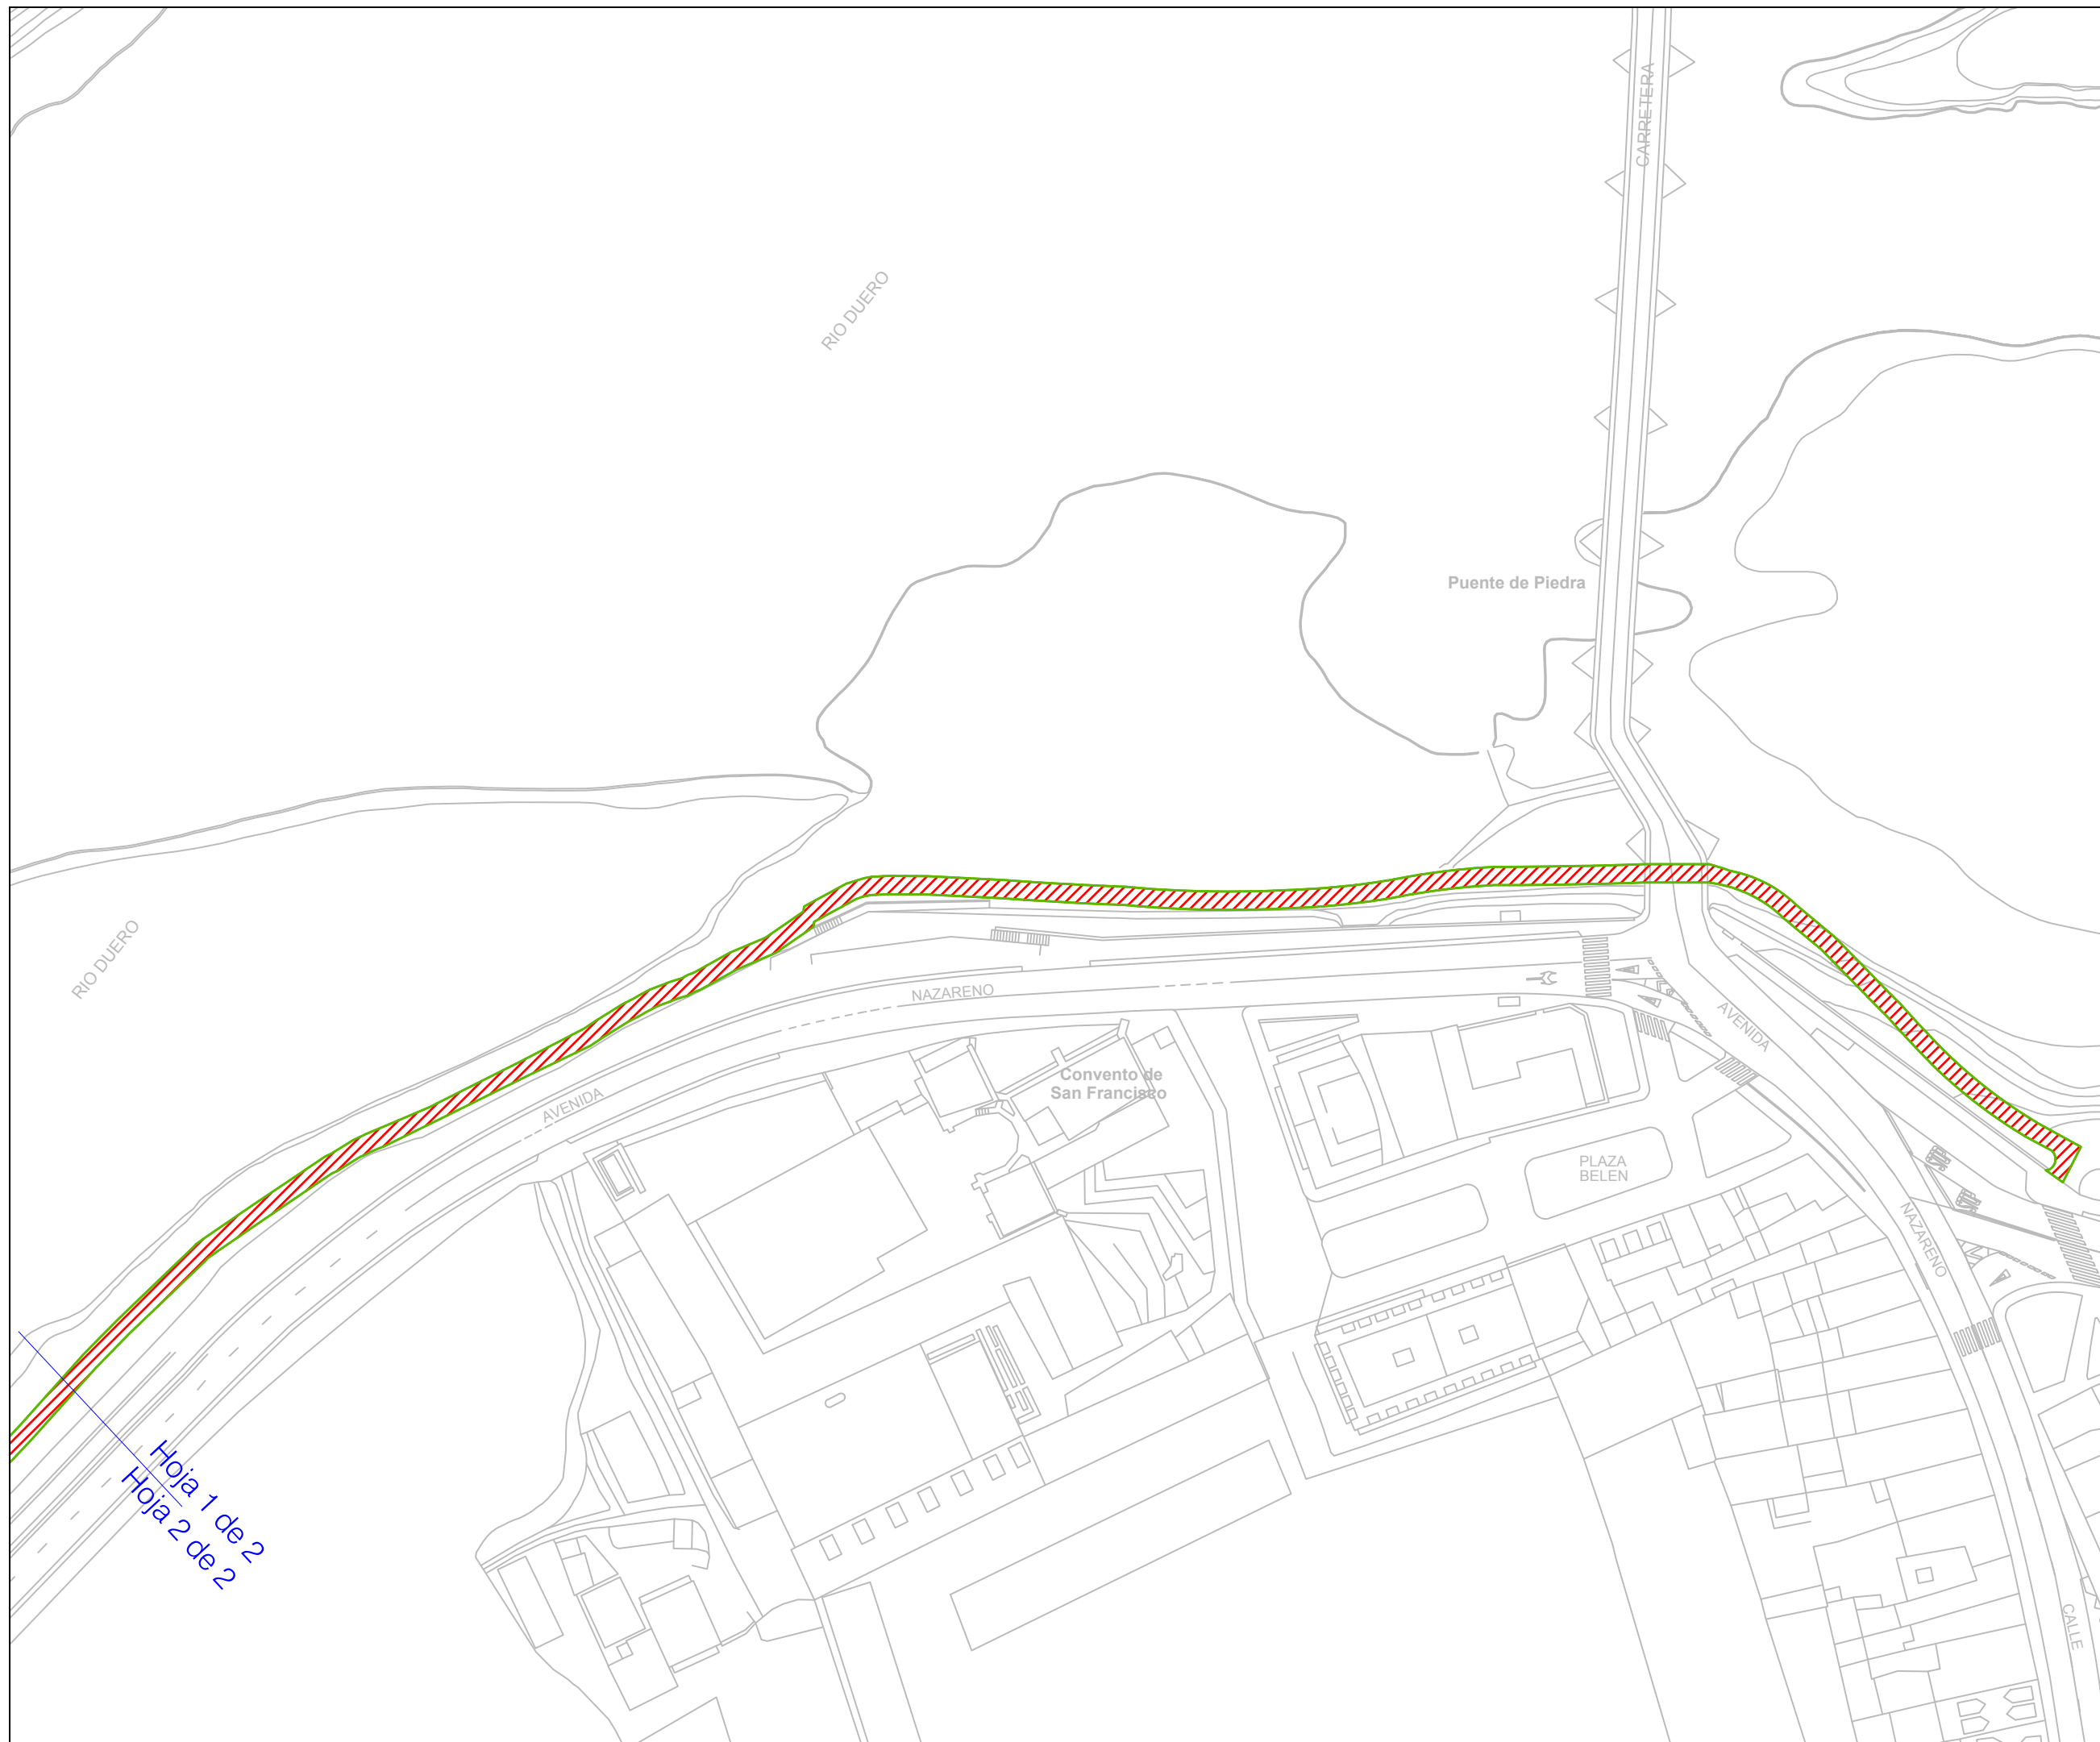 CARRETERA
RIO DUERO
Puente de Piedra
RIO DUERO
NAZARENO
AVENIDA
AVENIDA
Convento de
San Francisco
PLAZA
BELEN
NAZARENO
Hoja 1 de 2
Hoja 2 de 2
CALLE